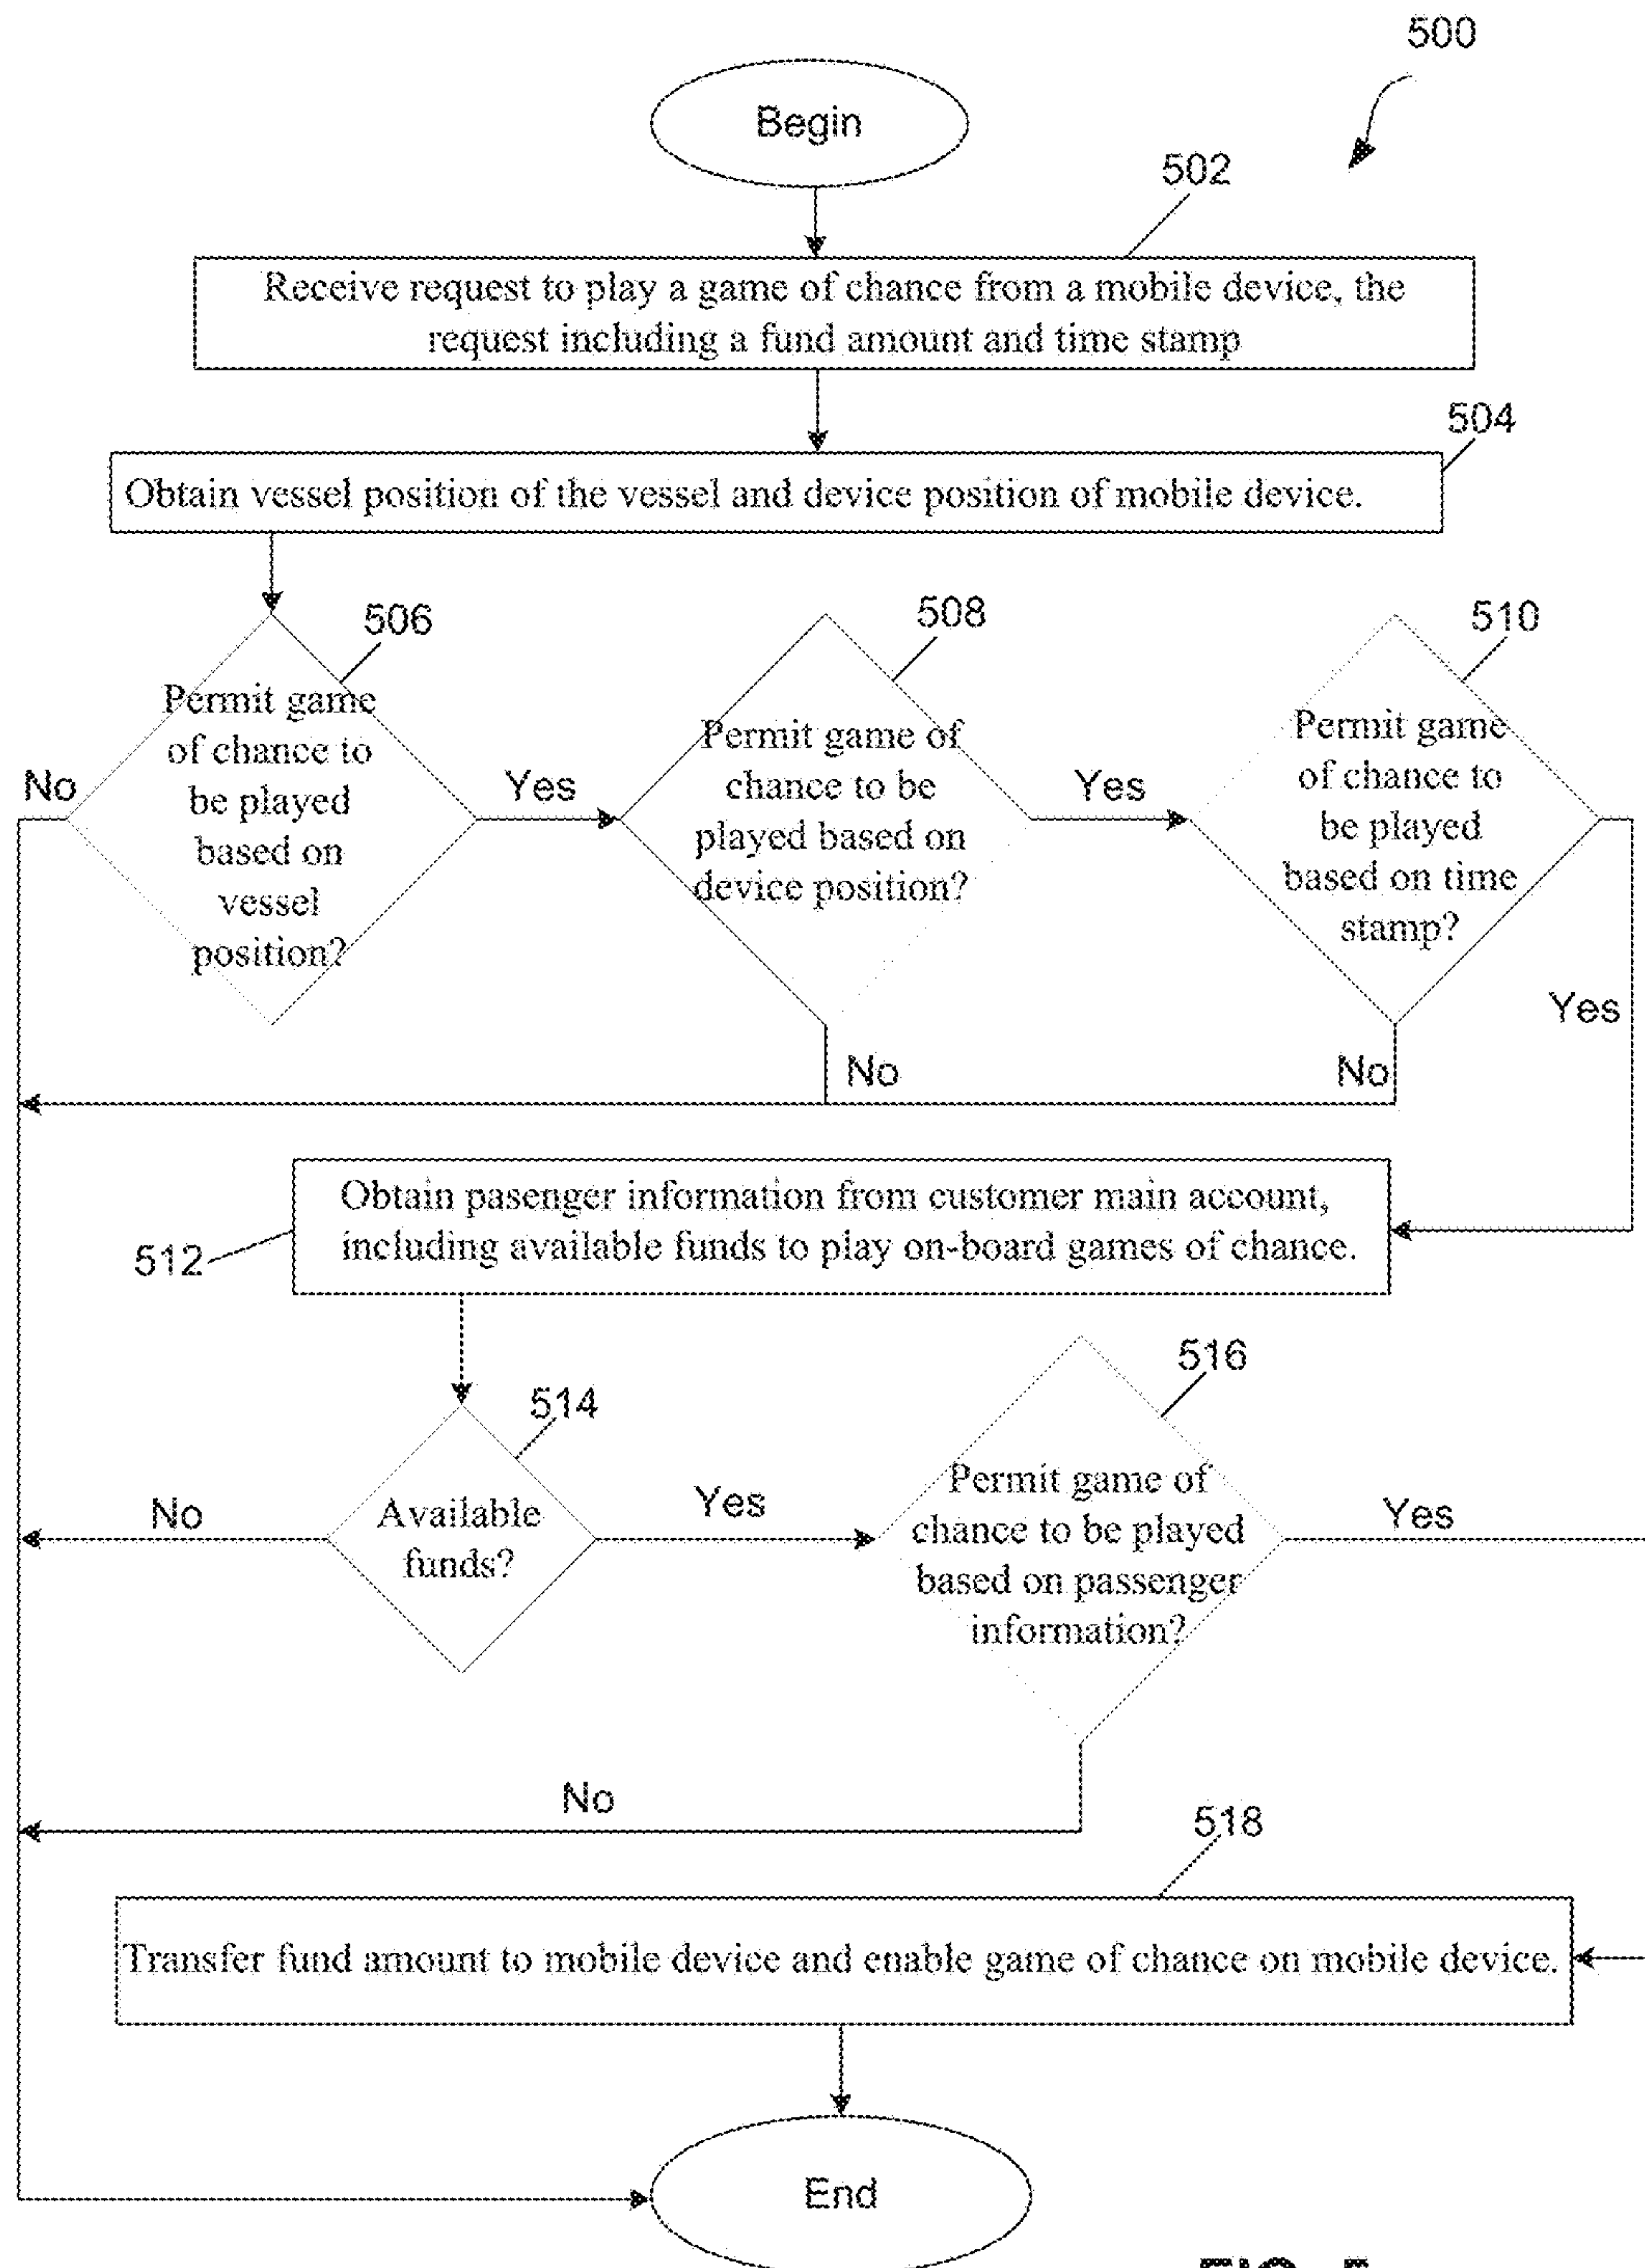 500
Begin
502
Receive request to play a game of chance from a mobile device, the
request including a fund amount and time stamp
504
Obtain vessel position of the vessel and device position of mobile device.
506
Permit game
of chance to
be played
based on
vessel
position?
No
Yes
508
Permit game of
chance to be
played based on
device position?
Yes
No
510
Permit game
of chance to
be played
based on time
stamp?
Yes
No
512
Obtain pasenger information from customer main account,
including available funds to play on-board games of chance.
514
Available
funds?
No
Yes
516
Permit game of
chance to be played
based on passenger
information?
Yes
No
518
Transfer fund amount to mobile device and enable game of chance on mobile device.
End